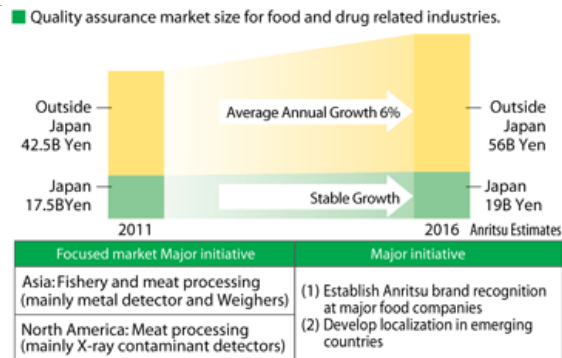 Quality assurance market size for food and drug related industries.
Outside
Japan
42.5B Yen
Average Annual Growth 6%
Outside
Japan
56B Yen
Japan
17.5BYen
Stable Growth
Japan
19B Yen
2011
2016 Anritsu Estimates
Focused market Major initiative
Major initiative
Asia:Fishery and meat processing
(mainly metal detector and Weighers)
North America: Meat processing
(mainly X-ray contaminant detectors)
(1) Establish Anritsu brand recognition
at major food companies
(2) Develop localization in emerging
countries